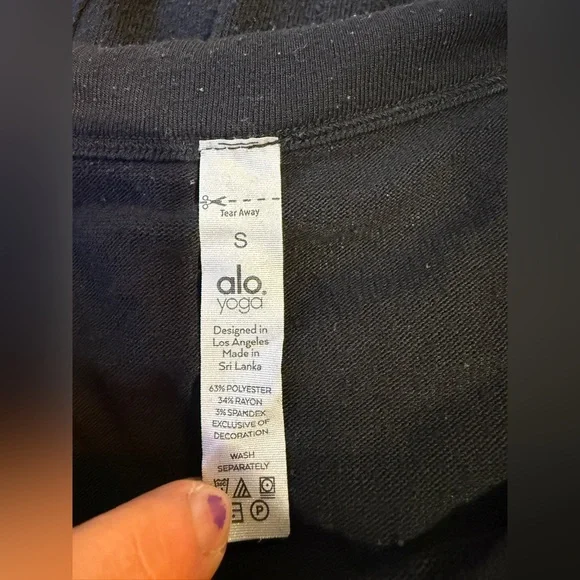 Tear Away
S
alo.
yoga
Designed in
Los Angeles
Made in
Sri Lanka
63% POLYESTER
34% RAYON
3% SPANDEX
EXCLUSIVE OF
DECORATION
WASH
SEPARATELY
P